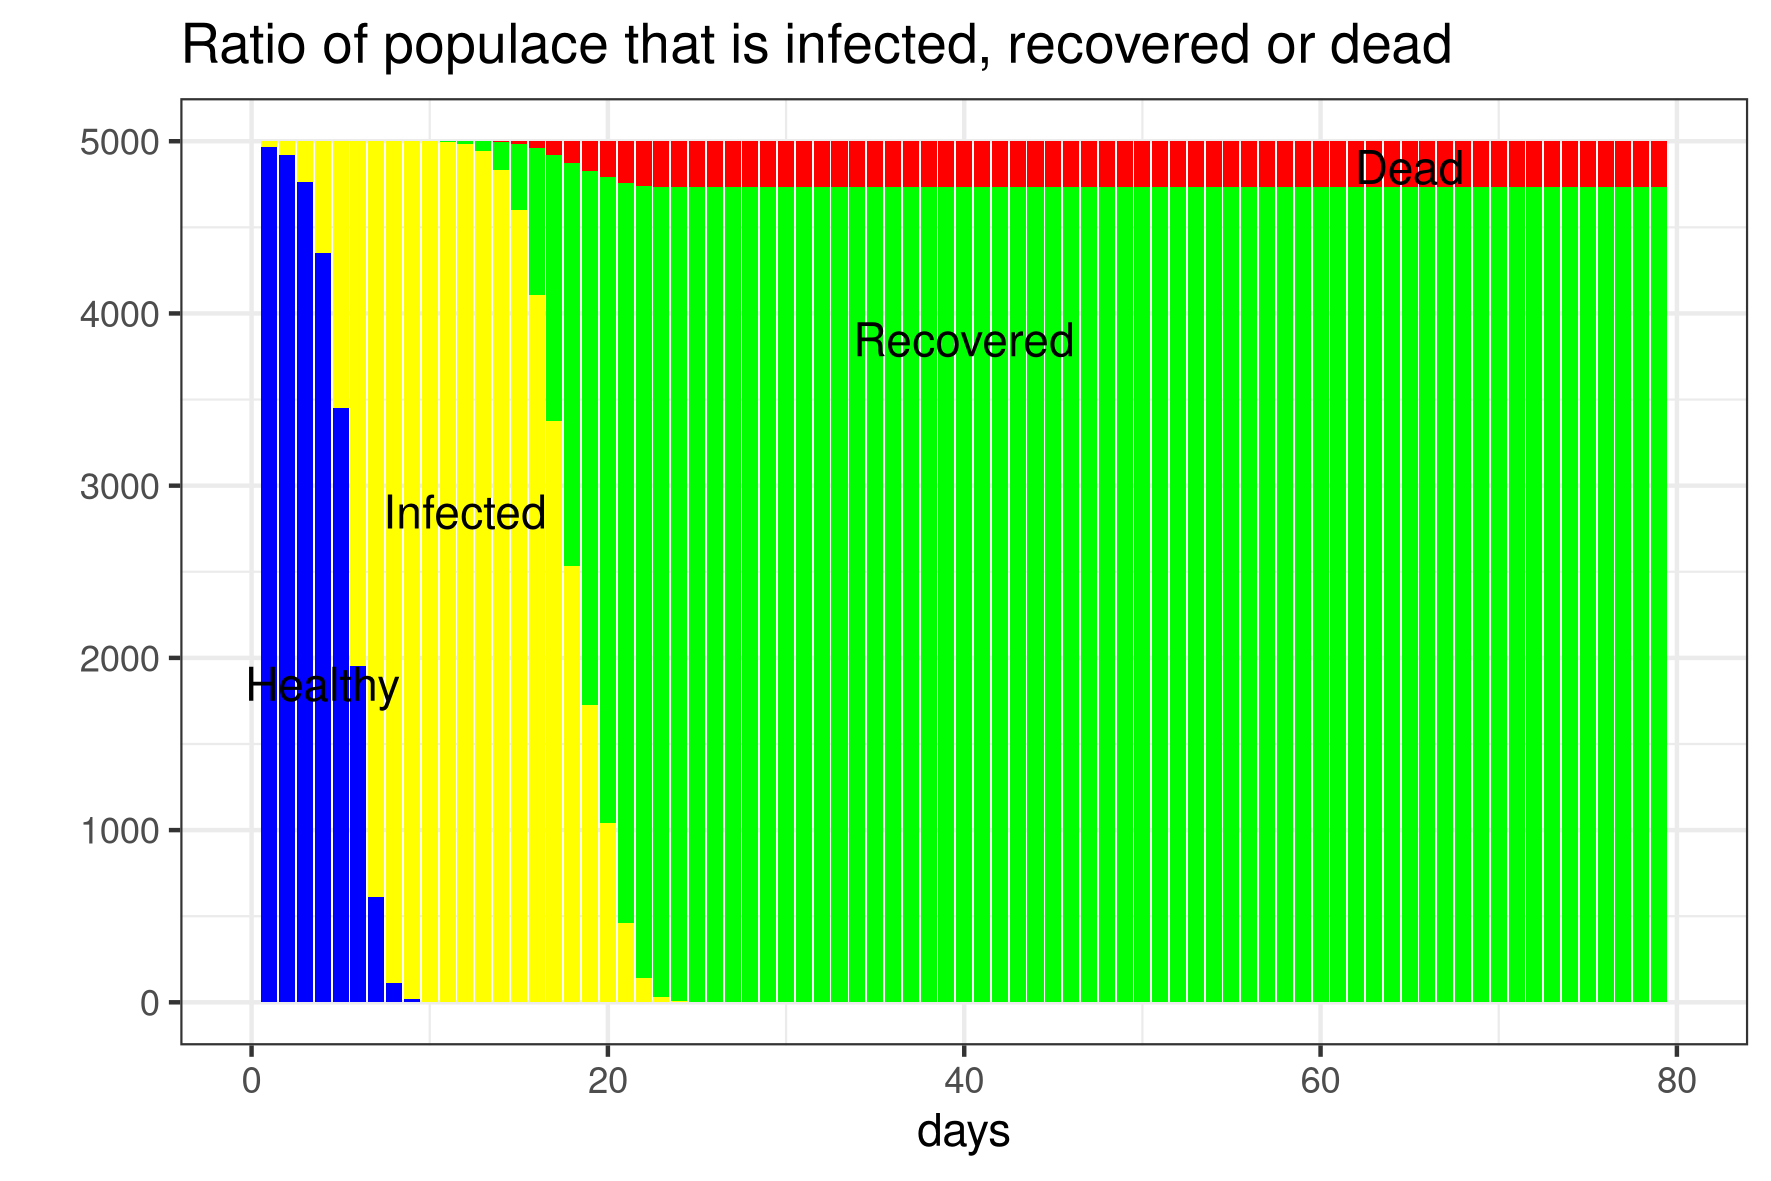 Ratio of populace that is infected, recovered or dead
5000
4000
3000
2000
1000
0
Dead
Recovered
Infected
Healthy
0 20 40 60 80
days